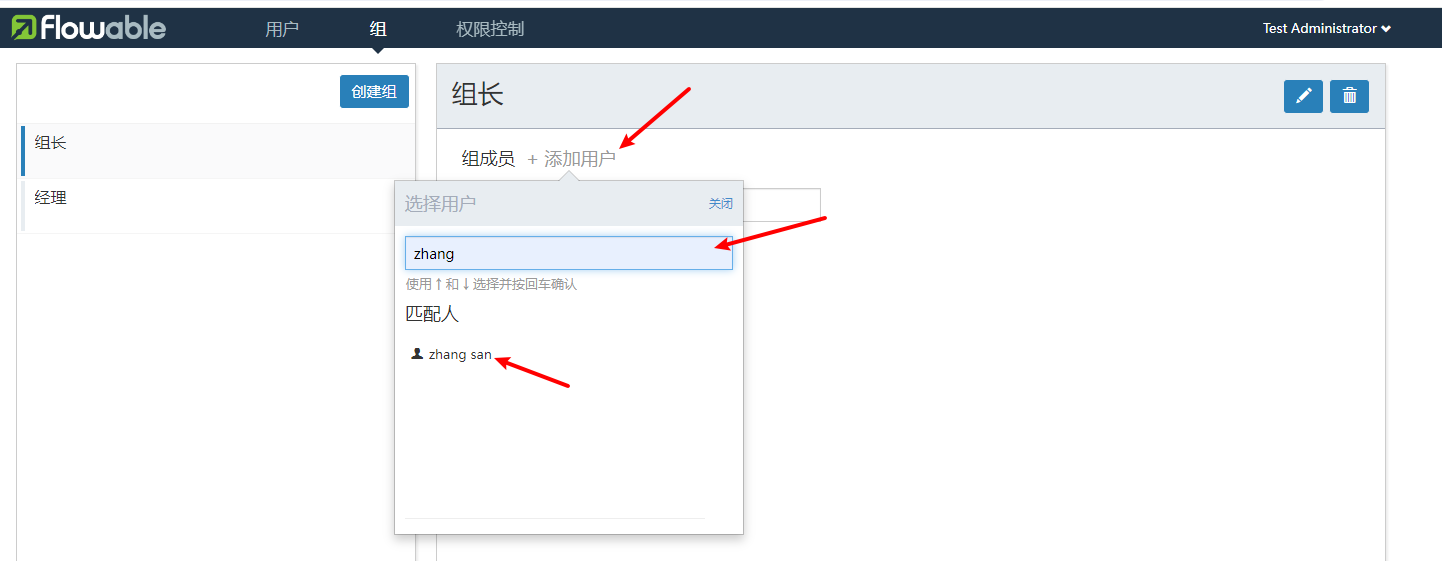 flowable 用户 组 权限控制 Test Administrator
创建组
组长
经理
组长
组成员 + 添加用户
选择用户 关闭
zhang
使用↑和↓选择并按回车确认
匹配人
zhang san